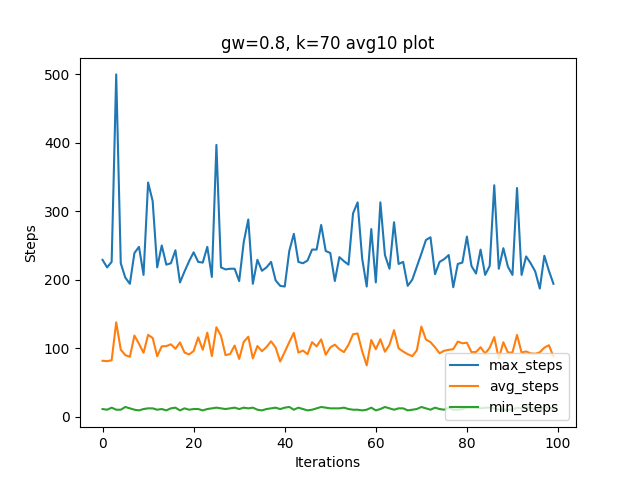 gw=0.8, k=70 avg10 plot
500
400
300
200
100
0
Steps
max_steps
avg_steps
min_steps
0 20 40 60 80 100
Iterations